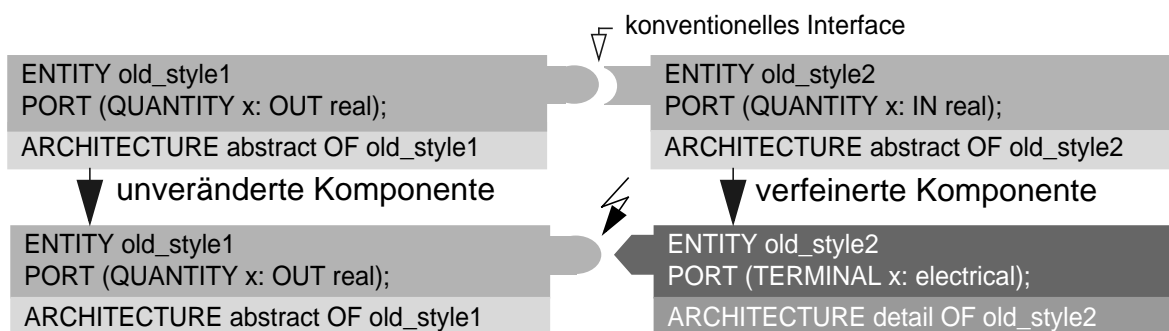 konventionelles Interface
ENTITY old_style1
PORT (QUANTITY x: OUT real);
ARCHITECTURE abstract OF old_style1
ENTITY old_style2
PORT (QUANTITY x: IN real);
ARCHITECTURE abstract OF old_style2
unveränderte Komponente
verfeinerte Komponente
ENTITY old_style1
PORT (QUANTITY x: OUT real);
ARCHITECTURE abstract OF old_style1
ENTITY old_style2
PORT (TERMINAL x: electrical);
ARCHITECTURE detail OF old_style2